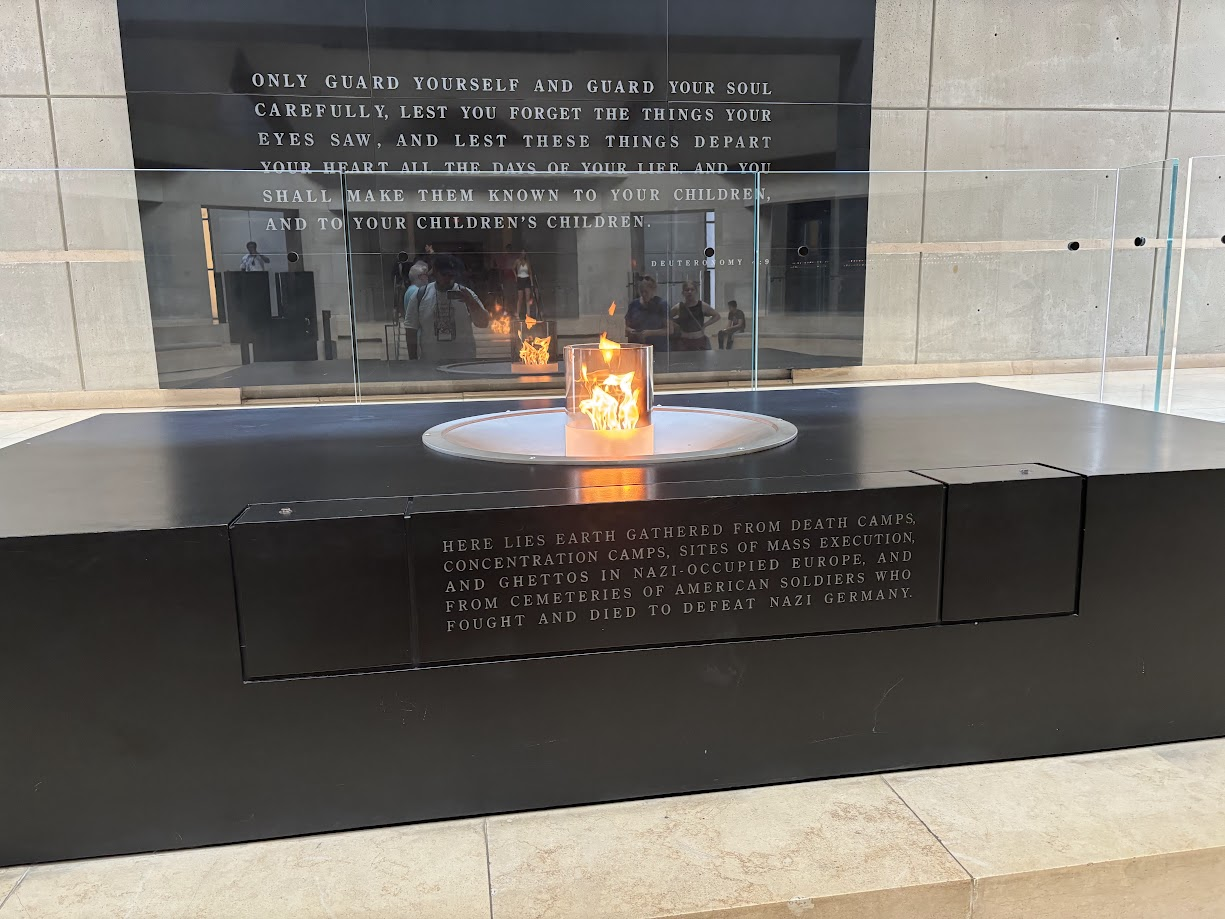 ONLY GUARD YOURSELF AND GUARD YOUR SOUL
CAREFULLY, LEST YOU FORGET THE THINGS YOUR
EYES SAW, AND LEST THESE THINGS DEPART
YOUR HEART ALL THE DAYS OF YOUR LIFE, AND YOU
SHALL MAKE THEM KNOWN TO YOUR CHILDREN,
AND TO YOUR CHILDREN'S CHILDREN.
DEUTERONOMY 4:9
HERE LIES EARTH GATHERED FROM DEATH CAMPS,
CONCENTRATION CAMPS, SITES OF MASS EXECUTION,
AND GHETTOS IN NAZI-OCCUPIED EUROPE, AND
FROM CEMETERIES OF AMERICAN SOLDIERS WHO
FOUGHT AND DIED TO DEFEAT NAZI GERMANY.